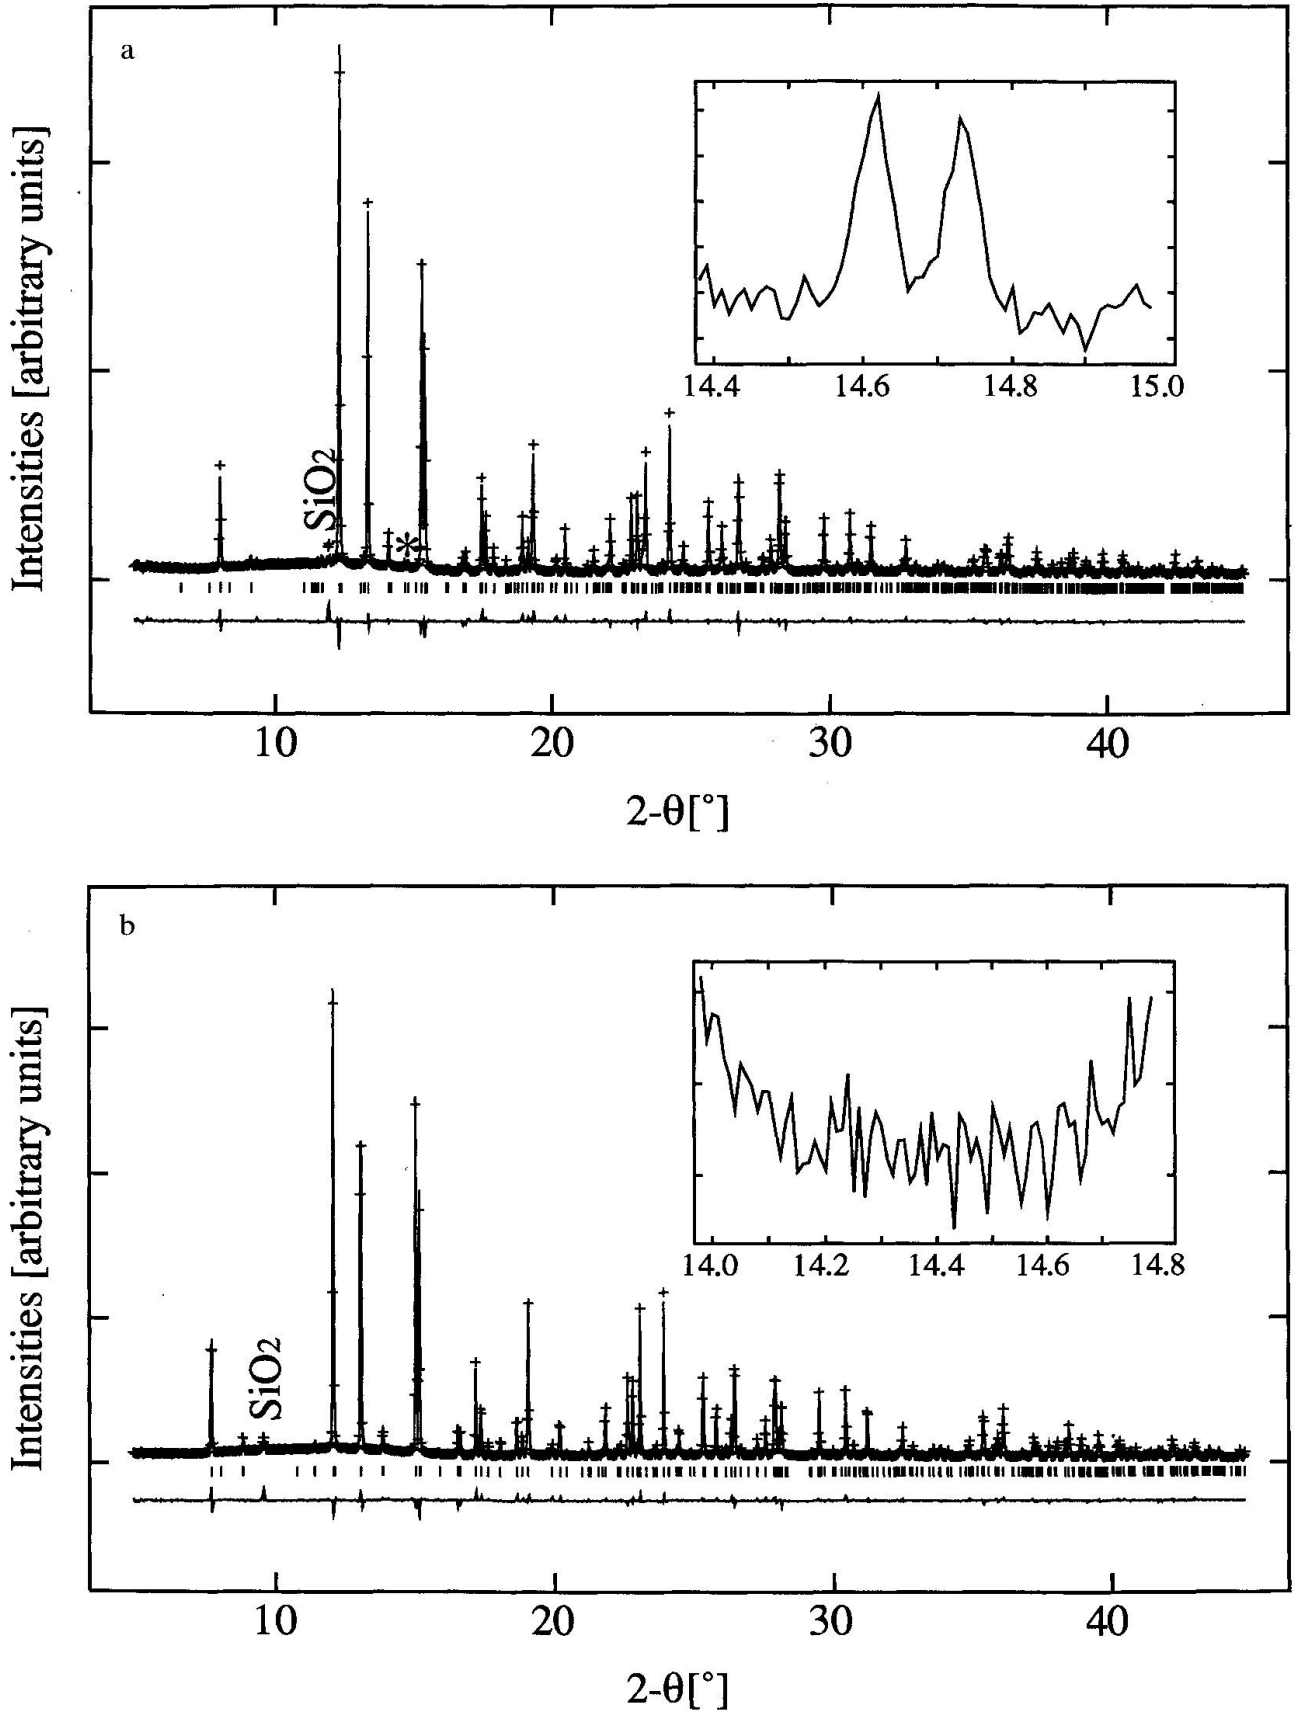 a
Intensities [arbitrary units]
SiO2
*
14.4 14.6 14.8 15.0
10 20 30 40
2-θ[°]
b
Intensities [arbitrary units]
SiO2
14.0 14.2 14.4 14.6 14.8
10 20 30 40
2-θ[°]